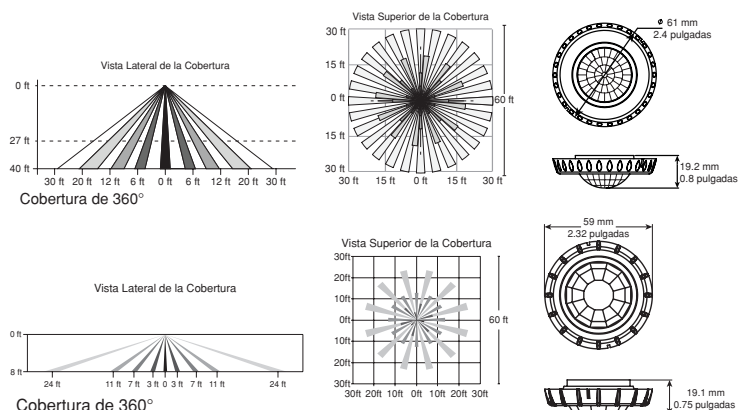 Vista Lateral de la Cobertura
0 ft
27 ft
40 ft
30 ft 20 ft 12 ft 6 ft 0 ft 6 ft 12 ft 20 ft 30 ft
Cobertura de 360°
Vista Superior de la Cobertura
30 ft
15 ft
0 ft
15 ft
30 ft
30 ft 15 ft 0 ft 15 ft 30 ft
60 ft
ø 61 mm
2.4 pulgadas
19.2 mm
0.8 pulgadas
Vista Lateral de la Cobertura
0 ft
8 ft
24 ft 11 ft 7 ft 3 ft 0 3 ft 7 ft 11 ft 24 ft
Cobertura de 360°
Vista Superior de la Cobertura
30ft
20ft
10ft
0ft
10ft
20ft
30ft
30ft 20ft 10ft 0ft 10ft 20ft 30ft
60 ft
59 mm
2.32 pulgadas
19.1 mm
0.75 pulgadas